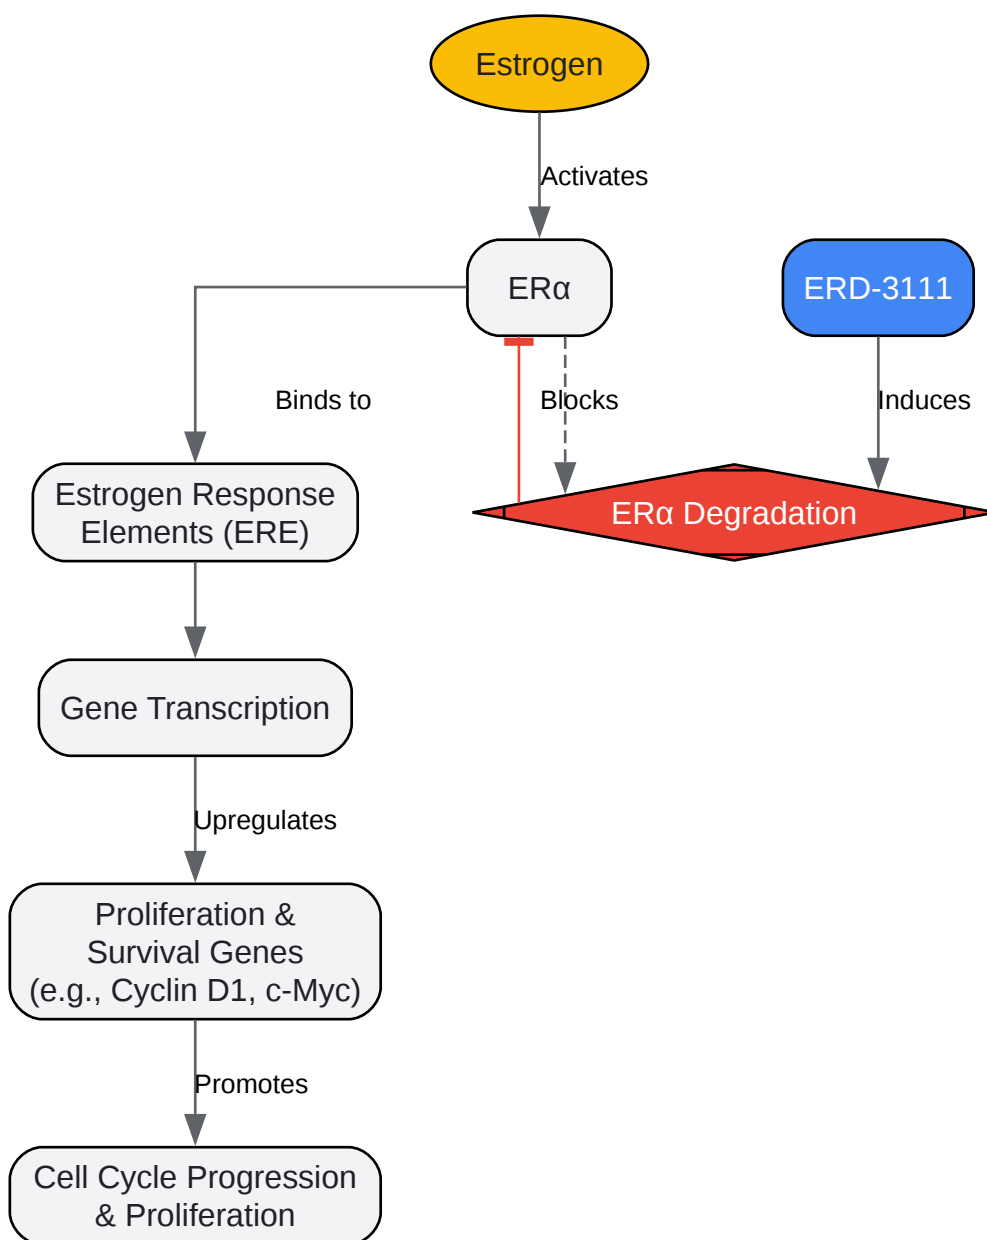 Estrogen
Activates
ERα
ERD-3111
Binds to
Blocks
Induces
Estrogen Response
Elements (ERE)
ERα Degradation
Gene Transcription
Upregulates
Proliferation &
Survival Genes
(e.g., Cyclin D1, c-Myc)
Promotes
Cell Cycle Progression
& Proliferation